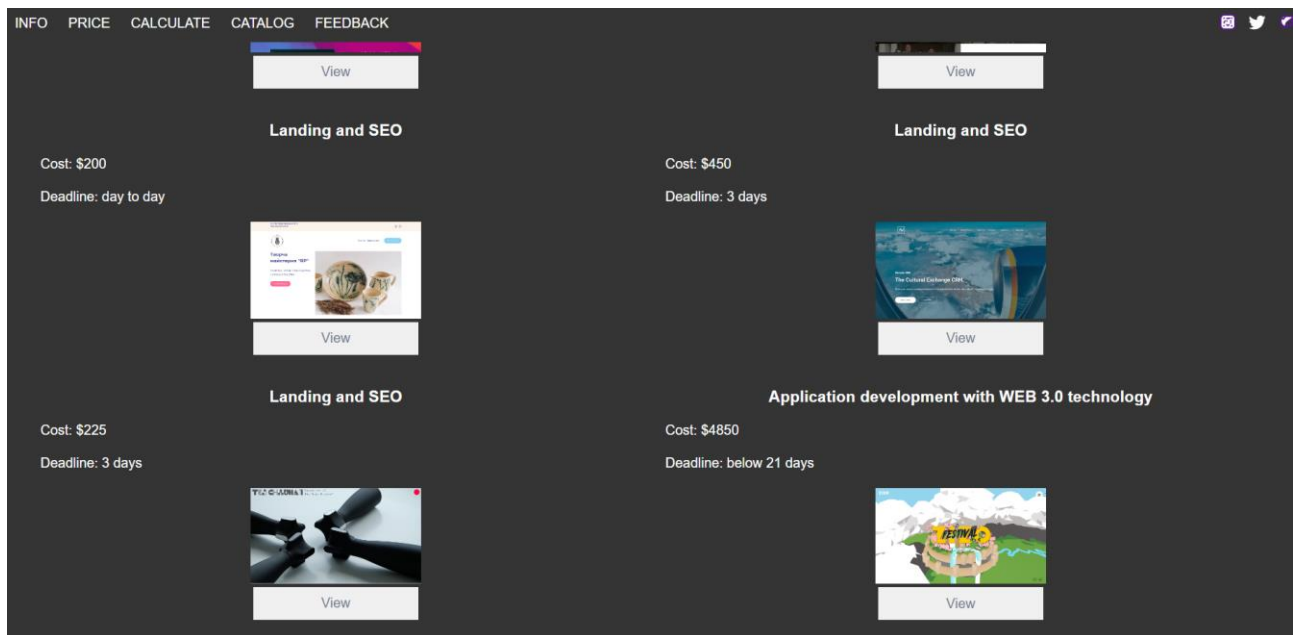 INFO PRICE CALCULATE CATALOG FEEDBACK
View
View
Landing and SEO
Cost: $200
Deadline: day to day
View
Landing and SEO
Cost: $450
Deadline: 3 days
The Cultural Exchange
View
Landing and SEO
Cost: $225
Deadline: 3 days
View
Application development with WEB 3.0 technology
Cost: $4850
Deadline: below 21 days
FESTIVAL
View